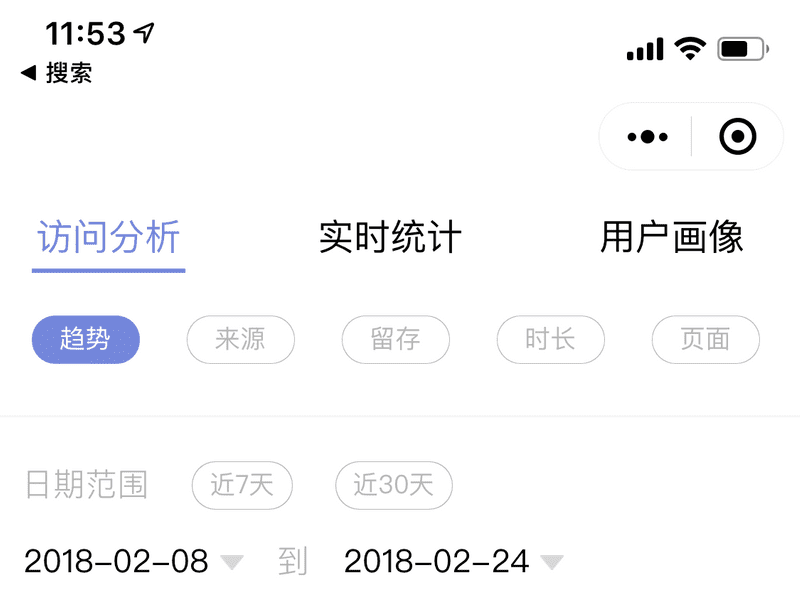 11:53
搜索
访问分析 实时统计 用户画像
趋势 来源 留存 时长 页面
日期范围 近7天 近30天
2018-02-08 到 2018-02-24